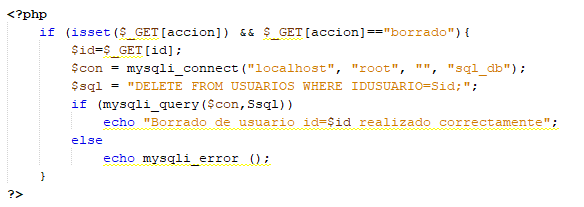 <?php
if (isset($_GET[accion]) && $_GET[accion]=="borrado"){
$id=$_GET[id];
$con = mysqli_connect("localhost", "root", "", "sql_db");
$sql = "DELETE FROM USUARIOS WHERE IDUSUARIO=Sid;";
if (mysqli_query($con,Ssql))
echo "Borrado de usuario id=$id realizado correctamente";
else
echo mysqli_error ();
}
?>